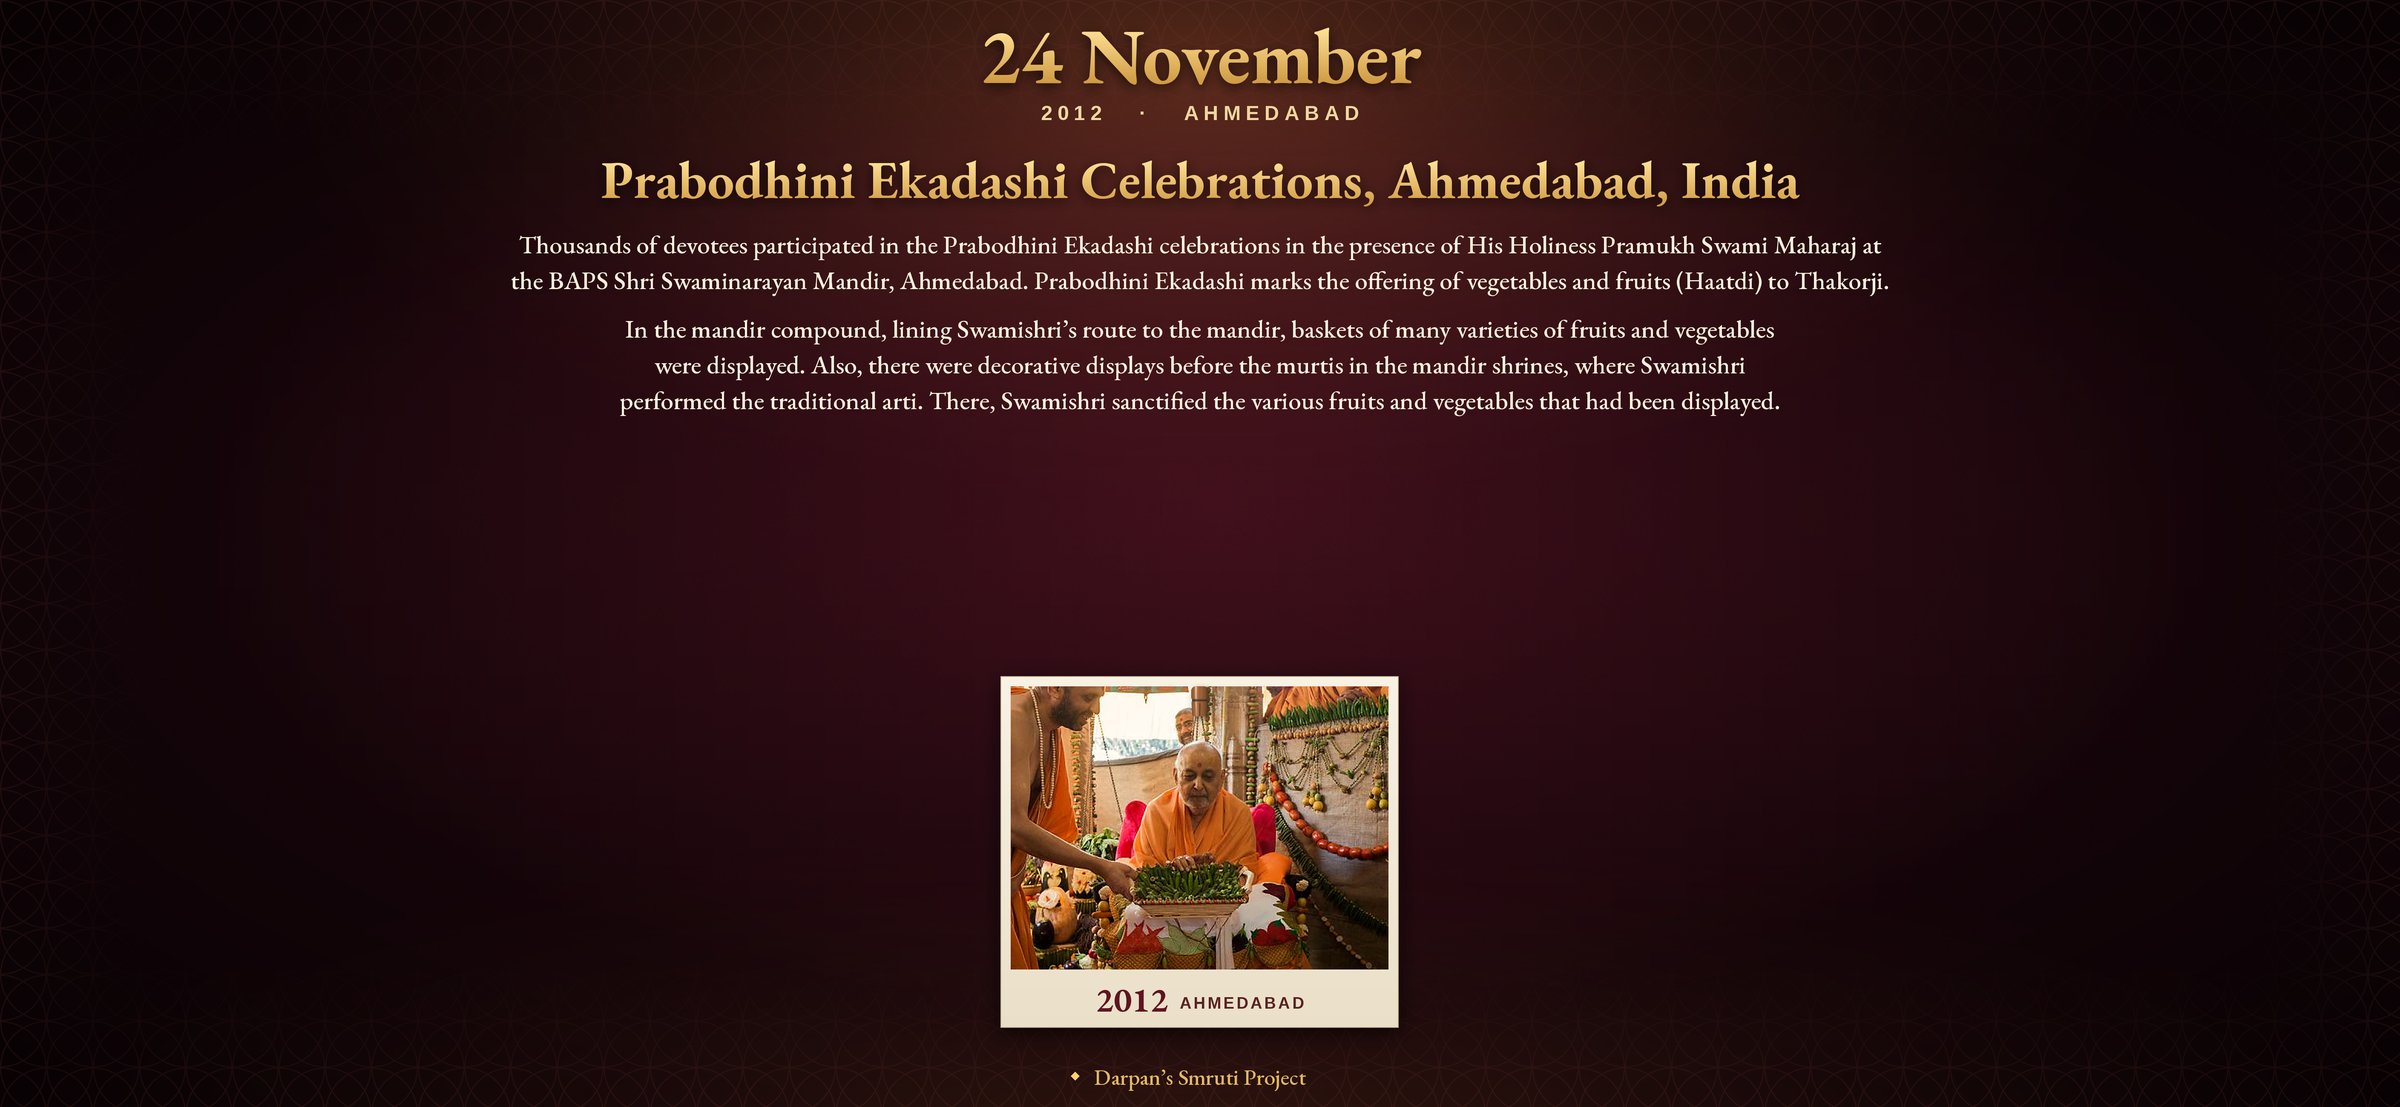 24 November
2012 · AHMEDABAD
Prabodhini Ekadashi Celebrations, Ahmedabad, India
Thousands of devotees participated in the Prabodhini Ekadashi celebrations in the presence of His Holiness Pramukh Swami Maharaj at
the BAPS Shri Swaminarayan Mandir, Ahmedabad. Prabodhini Ekadashi marks the offering of vegetables and fruits (Haatdi) to Thakorji.
In the mandir compound, lining Swamishri’s route to the mandir, baskets of many varieties of fruits and vegetables
were displayed. Also, there were decorative displays before the murtis in the mandir shrines, where Swamishri
performed the traditional arti. There, Swamishri sanctified the various fruits and vegetables that had been displayed.
2012 AHMEDABAD
Darpan’s Smruti Project